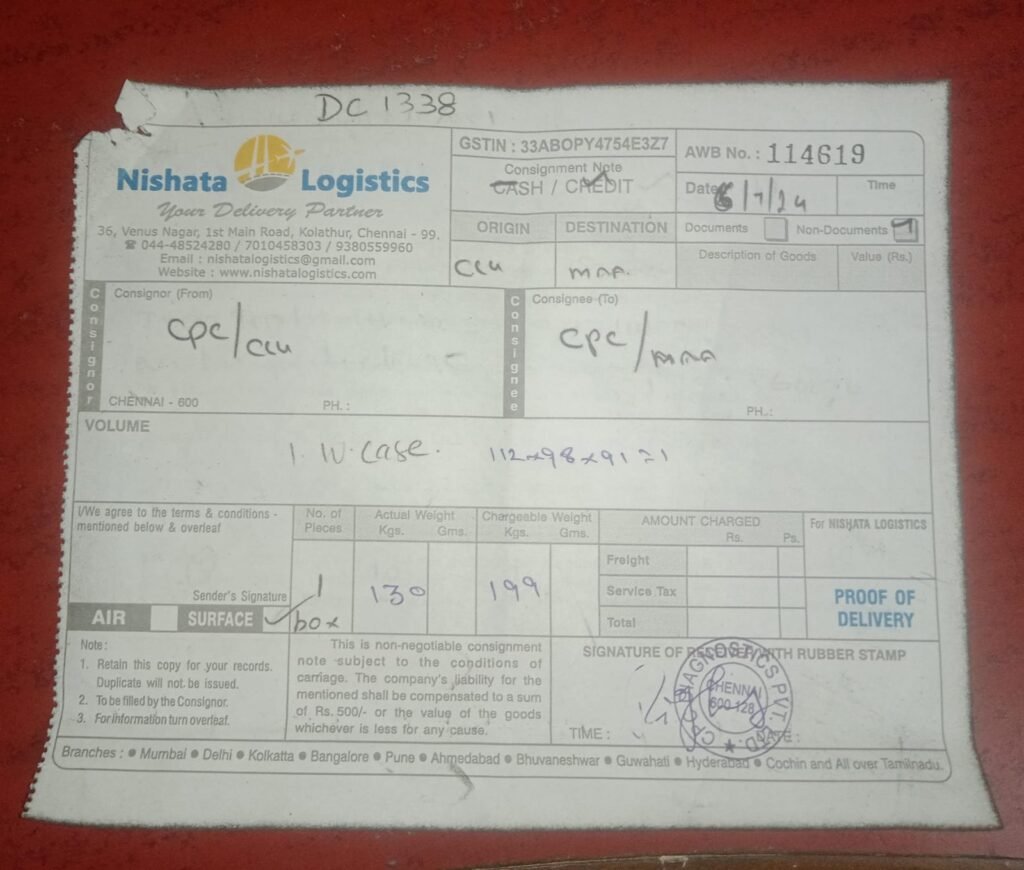 DC 1338
Nishata Logistics
Your Delivery Partner
36, Venus Nagar, 1st Main Road, Kolathur, Chennai - 99.
☎ 044-48524280 / 7010458303 / 9380559960
Email : nishatalogistics@gmail.com
Website : www.nishatalogistics.com
GSTIN : 33ABOPY4754E3Z7
Consignment Note
CASH / CREDIT
AWB No. : 114619
Date 6/7/24
Time
ORIGIN
DESTINATION
Documents
Non-Documents
CCU
MAA
Description of Goods
Value (Rs.)
Consignor
Consignor (From)
CPC/CCU
CHENNAI - 600
PH. :
Consignee
Consignee (To)
CPC/MAA
PH.:
VOLUME
1 W. Case. 112x98x91=1
I/We agree to the terms & conditions -
mentioned below & overleaf
Sender's Signature
AIR
SURFACE
No. of
Pieces
1
box
Actual Weight
Kgs. Gms.
130
Chargeable Weight
Kgs. Gms.
199
AMOUNT CHARGED
Rs. Ps.
Freight
Service Tax
Total
For NISHATA LOGISTICS
PROOF OF
DELIVERY
Note :
1. Retain this copy for your records.
Duplicate will not be issued.
2. To be filled by the Consignor.
3. For information turn overleaf.
This is non-negotiable consignment
note subject to the conditions of
carriage. The company's liability for the
mentioned shall be compensated to a sum
of Rs. 500/- or the value of the goods
whichever is less for any cause.
SIGNATURE OF RECEIVER WITH RUBBER STAMP
CPC DIAGNOSTICS PVT. LTD.
CHENNAI
600 128
TIME :
DATE :
Branches : ● Mumbai ● Delhi ● Kolkatta ● Bangalore ● Pune ● Ahmedabad ● Bhuvaneshwar ● Guwahati ● Hyderabad ● Cochin and All over Tamilnadu.